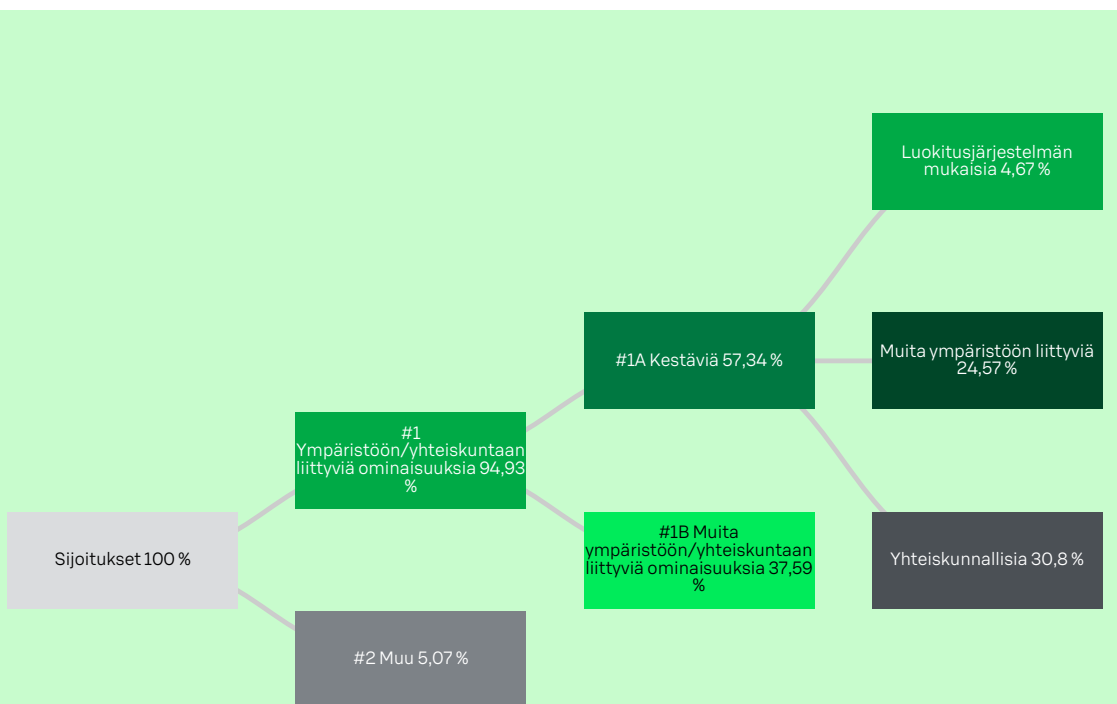 Luokitusjärjestelmän
mukaisia 4,67 %
#1A Kestäviä 57,34 %
Muita ympäristöön liittyviä
24,57 %
#1
Ympäristöön/yhteiskuntaan
liittyviä ominaisuuksia 94,93
%
Sijoitukset 100 %
#1B Muita
ympäristöön/yhteiskuntaan
liittyviä ominaisuuksia 37,59
%
Yhteiskunnallisia 30,8 %
#2 Muu 5,07 %